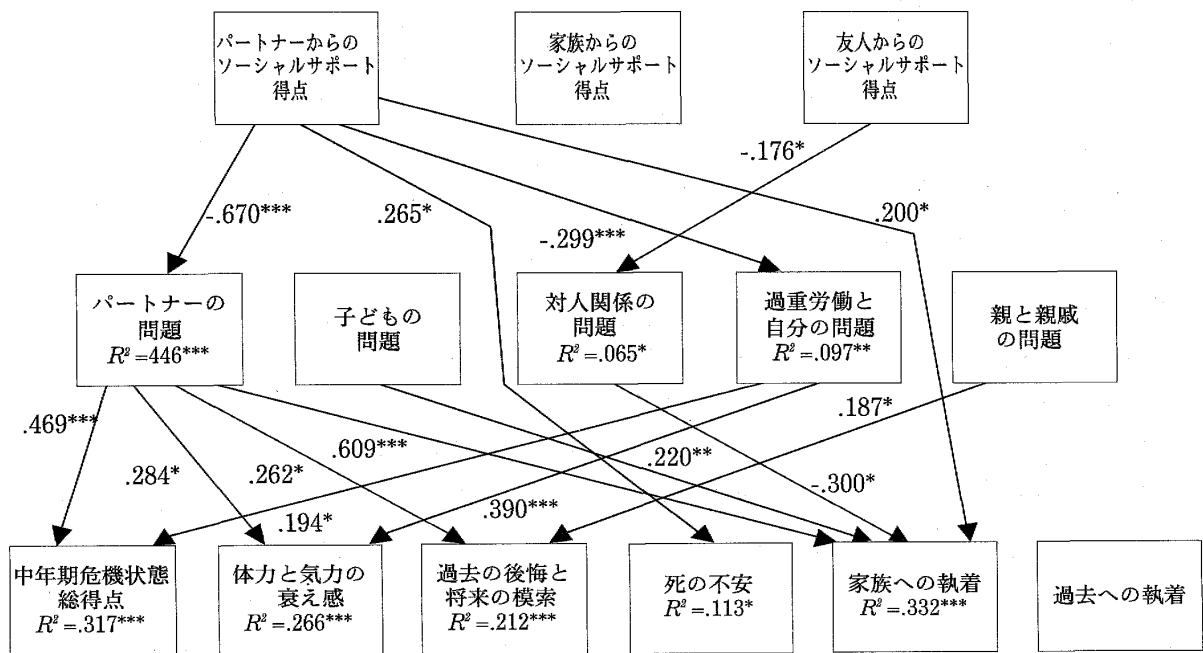 パートナーからの
ソーシャルサポート
得点
家族からの
ソーシャルサポート
得点
友人からの
ソーシャルサポート
得点
-.176*
-.670***
.265*
.200*
-.299***
パートナーの
問題
R²=446***
子どもの
問題
対人関係の
問題
R²=.065*
過重労働と
自分の問題
R²=.097**
親と親戚
の問題
.187*
.469***
.609***
.220**
.284*
.262*
-.300*
.194*
.390***
中年期危機状態
総得点
R²=.317***
体力と気力の
衰え感
R²=.266***
過去の後悔と
将来の模索
R²=.212***
死の不安
R²=.113*
家族への執着
R²=.332***
過去への執着